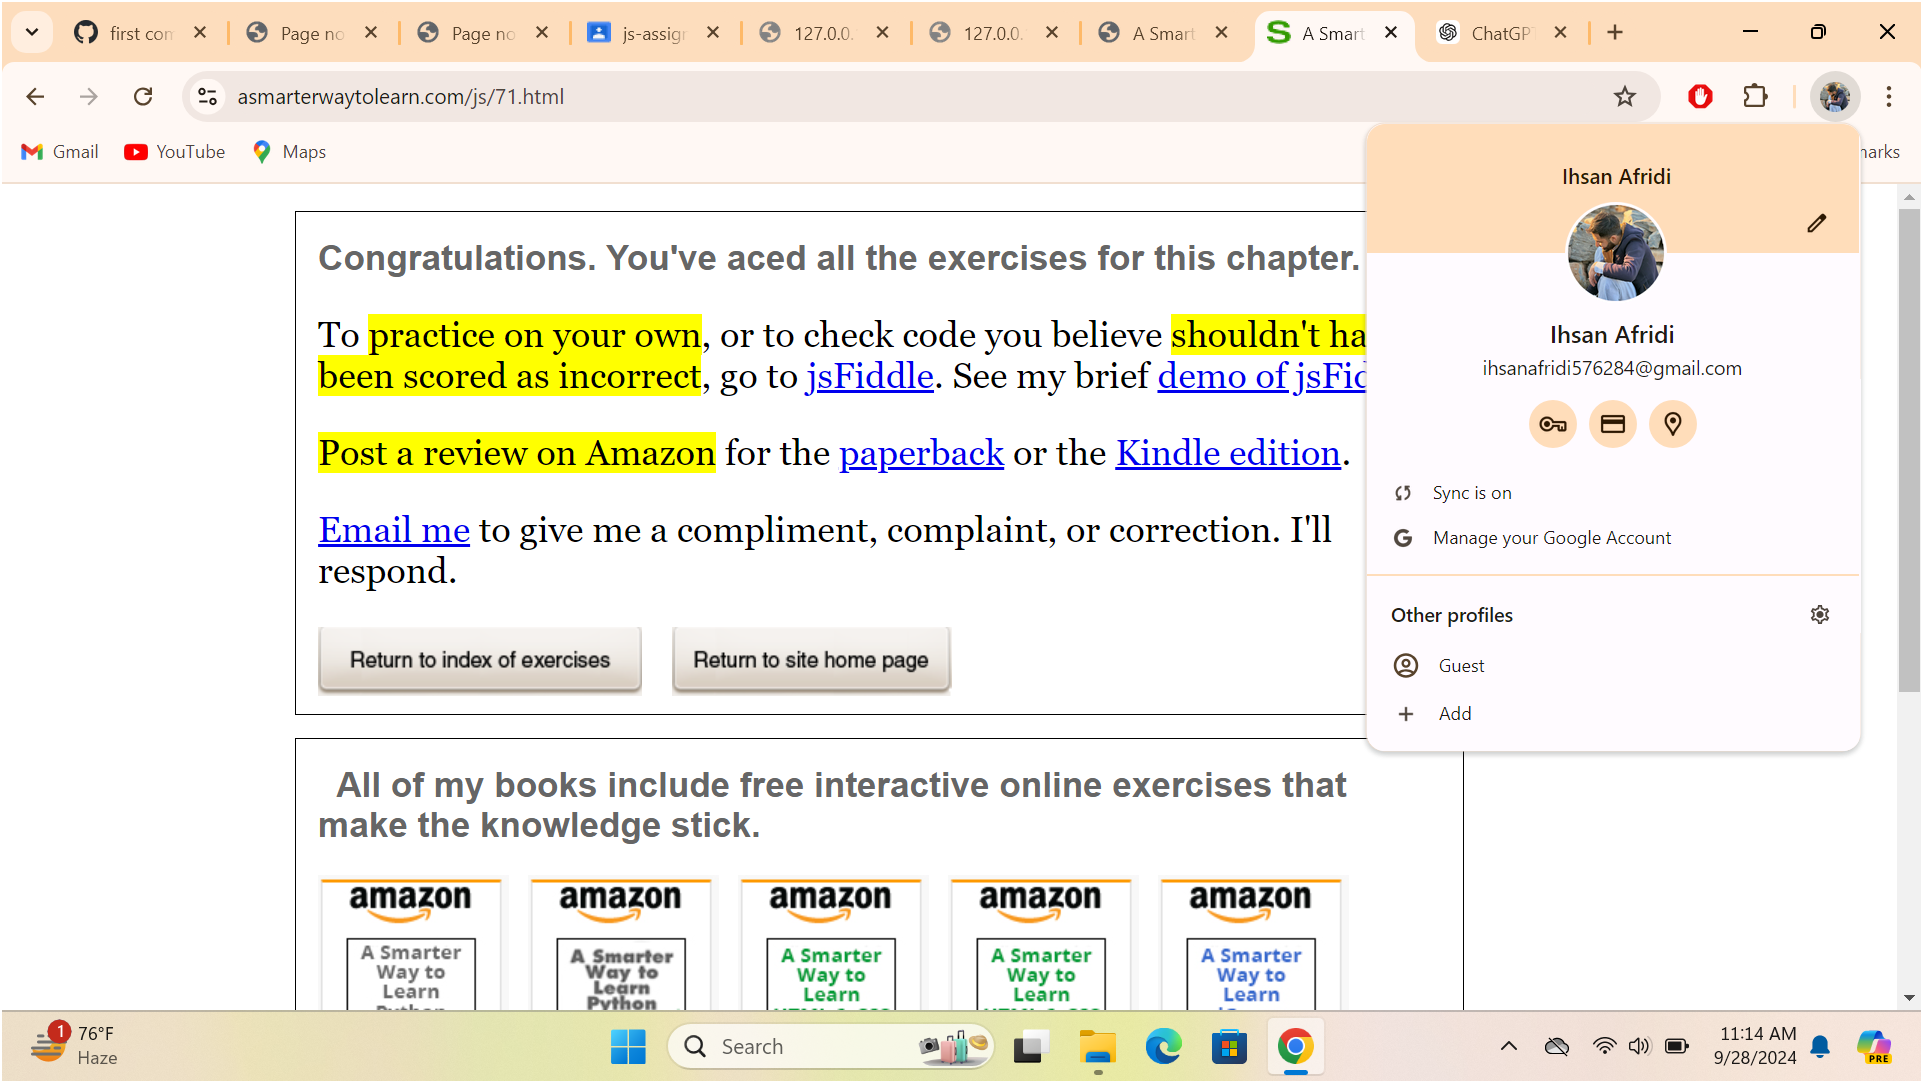 first con
Page no
Page no
js-assign
127.0.0.
127.0.0.
A Smart
A Smart
ChatGPT
asmarterwaytolearn.com/js/71.html
Gmail
YouTube
Maps
marks
Ihsan Afridi
Congratulations. You've aced all the exercises for this chapter.
To practice on your own, or to check code you believe shouldn't ha
been scored as incorrect, go to jsFiddle. See my brief demo of jsFid
Post a review on Amazon for the paperback or the Kindle edition.
Email me to give me a compliment, complaint, or correction. I'll
respond.
Return to index of exercises
Return to site home page
Ihsan Afridi
ihsanafridi576284@gmail.com
Sync is on
Manage your Google Account
Other profiles
Guest
Add
All of my books include free interactive online exercises that
make the knowledge stick.
amazon
A Smarter
Way to
Learn
Python
amazon
A Smarter
Way to
Learn
Python
amazon
A Smarter
Way to
Learn
amazon
A Smarter
Way to
Learn
amazon
A Smarter
Way to
Learn
1
76°F
Haze
Search
11:14 AM
9/28/2024
PRE